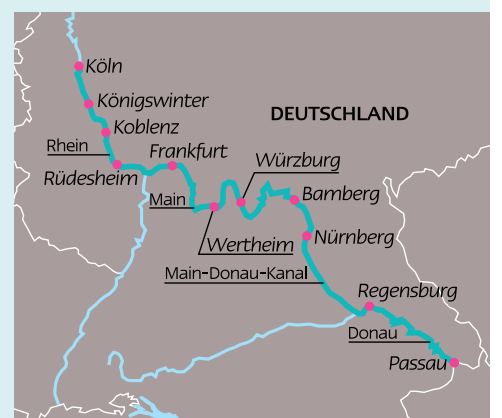 Köln
Königswinter
DEUTSCHLAND
Koblenz
Rhein
Frankfurt
Würzburg
Rüdesheim
Main
Bamberg
Wertheim
Nürnberg
Main-Donau-Kanal
Regensburg
Donau
Passau